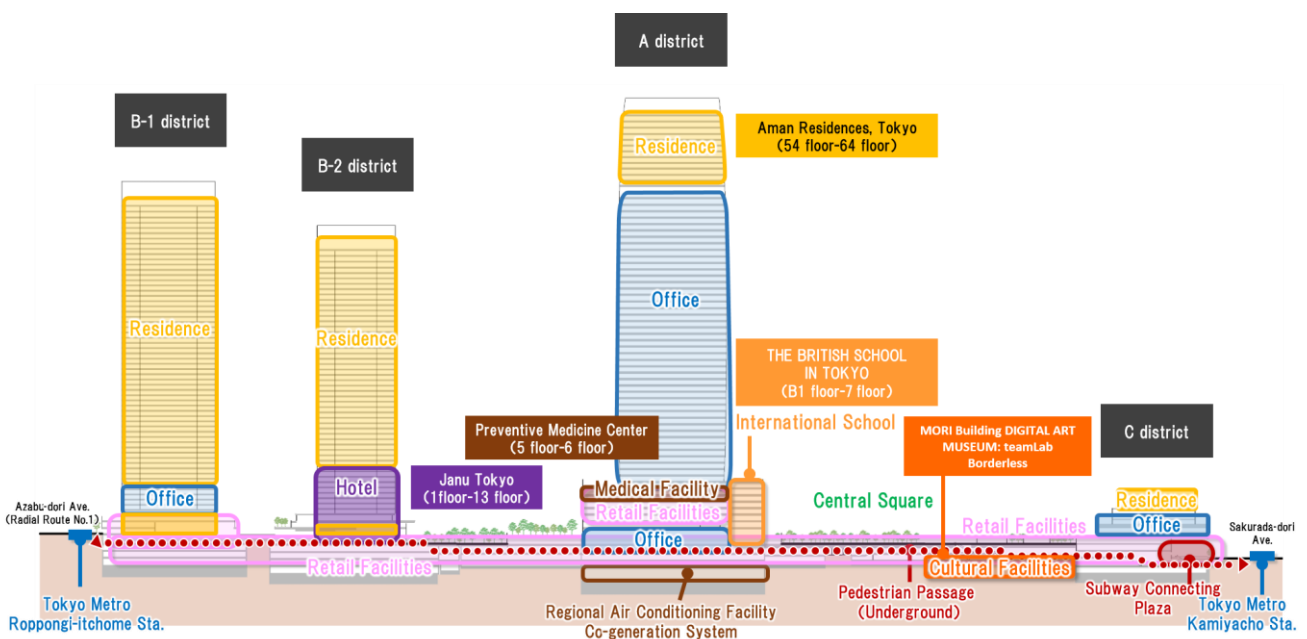 A district
B-1 district
B-2 district
Residence
Aman Residences, Tokyo
(54 floor-64 floor)
Residence
Residence
Office
THE BRITISH SCHOOL
IN TOKYO
(B1 floor-7 floor)
International School
Preventive Medicine Center
(5 floor-6 floor)
MORI Building DIGITAL ART
MUSEUM: teamLab
Borderless
C district
Janu Tokyo
(1floor-13 floor)
Hotel
Office
Medical Facility
Retail Facilities
Central Square
Residence
Office
Retail Facilities
Azabu-dori Ave.
(Radial Route No.1)
Sakurada-dori
Ave.
Office
Retail Facilities
Cultural Facilities
Tokyo Metro
Roppongi-itchome Sta.
Regional Air Conditioning Facility
Co-generation System
Pedestrian Passage
(Underground)
Subway Connecting
Plaza
Tokyo Metro
Kamiyacho Sta.